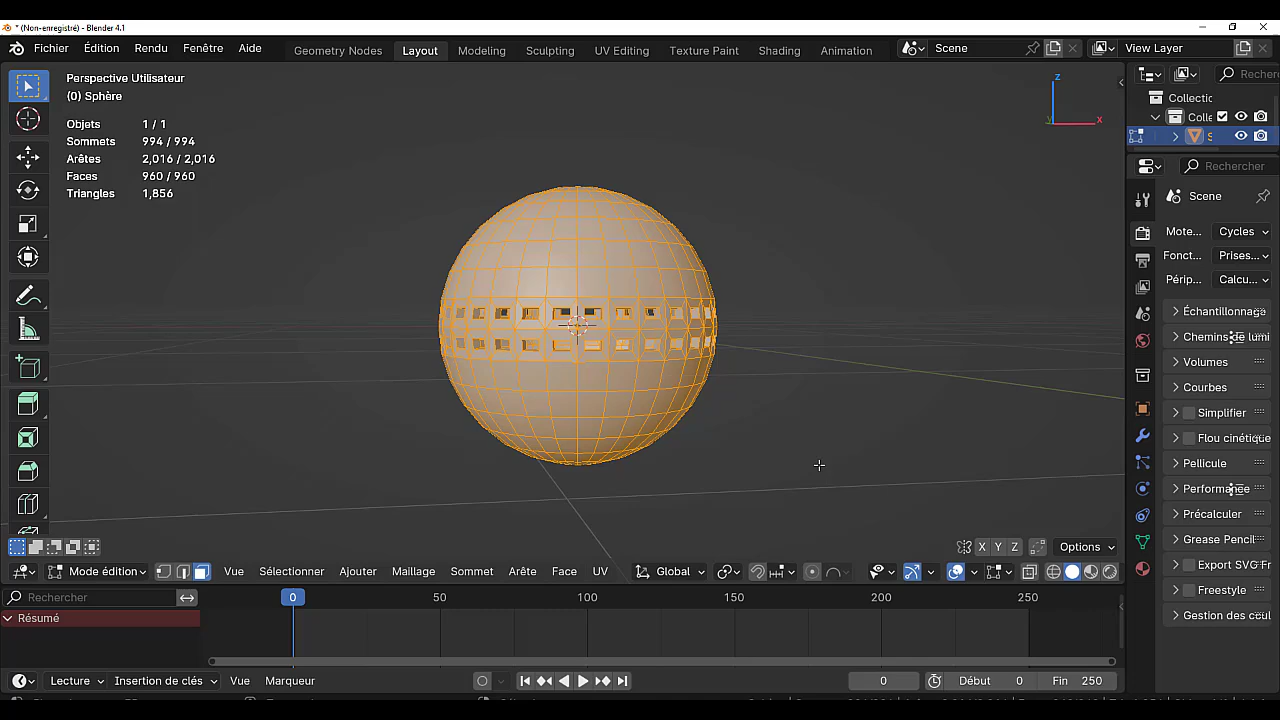 * (Non-enregistré) - Blender 4.1
Fichier Édition Rendu Fenêtre Aide Geometry Nodes Layout Modeling Sculpting UV Editing Texture Paint Shading Animation Scene View Layer
Perspective Utilisateur
(0) Sphère
Objets 1 / 1
Sommets 994 / 994
Arêtes 2,016 / 2,016
Faces 960 / 960
Triangles 1,856
z
x
y
Recher
Collectic
Colle
S
Rechercher
Scene
Mote... Cycles
Fonct... Prises...
Périp... Calcu...
Échantillonnage
Chemins de lumi
Volumes
Courbes
Simplifier
Flou cinétique
Pellicule
Performance
Précalculer
Grease Pencil
Export SVG Fr
Freestyle
Gestion des coul
X Y Z Options
Mode édition Vue Sélectionner Ajouter Maillage Sommet Arête Face UV Global
Rechercher 0 50 100 150 200 250
Résumé
Lecture Insertion de clés Vue Marqueur 0 Début 0 Fin 250